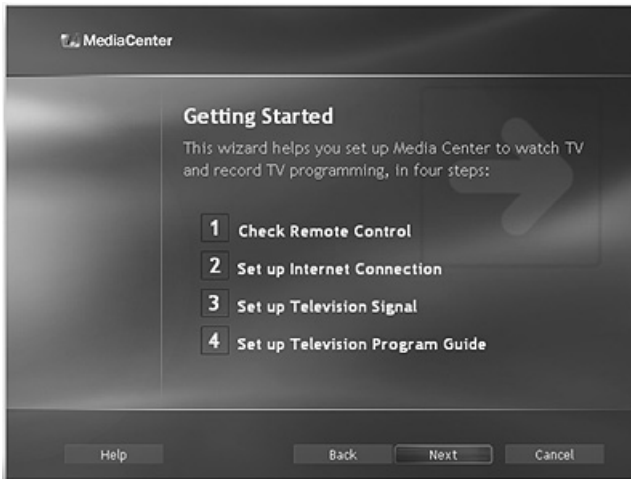 MediaCenter
Getting Started
This wizard helps you set up Media Center to watch TV
and record TV programming, in four steps:
1 Check Remote Control
2 Set up Internet Connection
3 Set up Television Signal
4 Set up Television Program Guide
Help Back Next Cancel